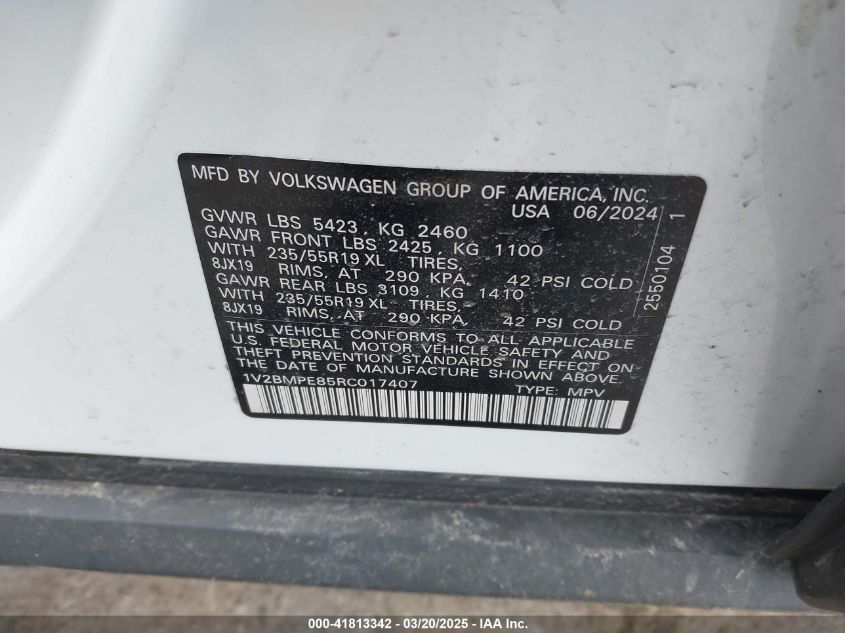 MFD BY VOLKSWAGEN GROUP OF AMERICA, INC.
USA 06/2024
GVWR LBS 5423, KG 2460
GAWR FRONT LBS 2425, KG 1100
WITH 235/55R19 XL TIRES,
8JX19 RIMS, AT 290 KPA, 42 PSI COLD
GAWR REAR LBS 3109, KG 1410
WITH 235/55R19 XL TIRES,
8JX19 RIMS, AT 290 KPA, 42 PSI COLD
THIS VEHICLE CONFORMS TO ALL APPLICABLE
U.S. FEDERAL MOTOR VEHICLE SAFETY AND
THEFT PREVENTION STANDARDS IN EFFECT ON
THE DATE OF MANUFACTURE SHOWN ABOVE.
1V2BMPE85RC017407 TYPE: MPV
2550104 1
000-41813342 - 03/20/2025 - IAA Inc.